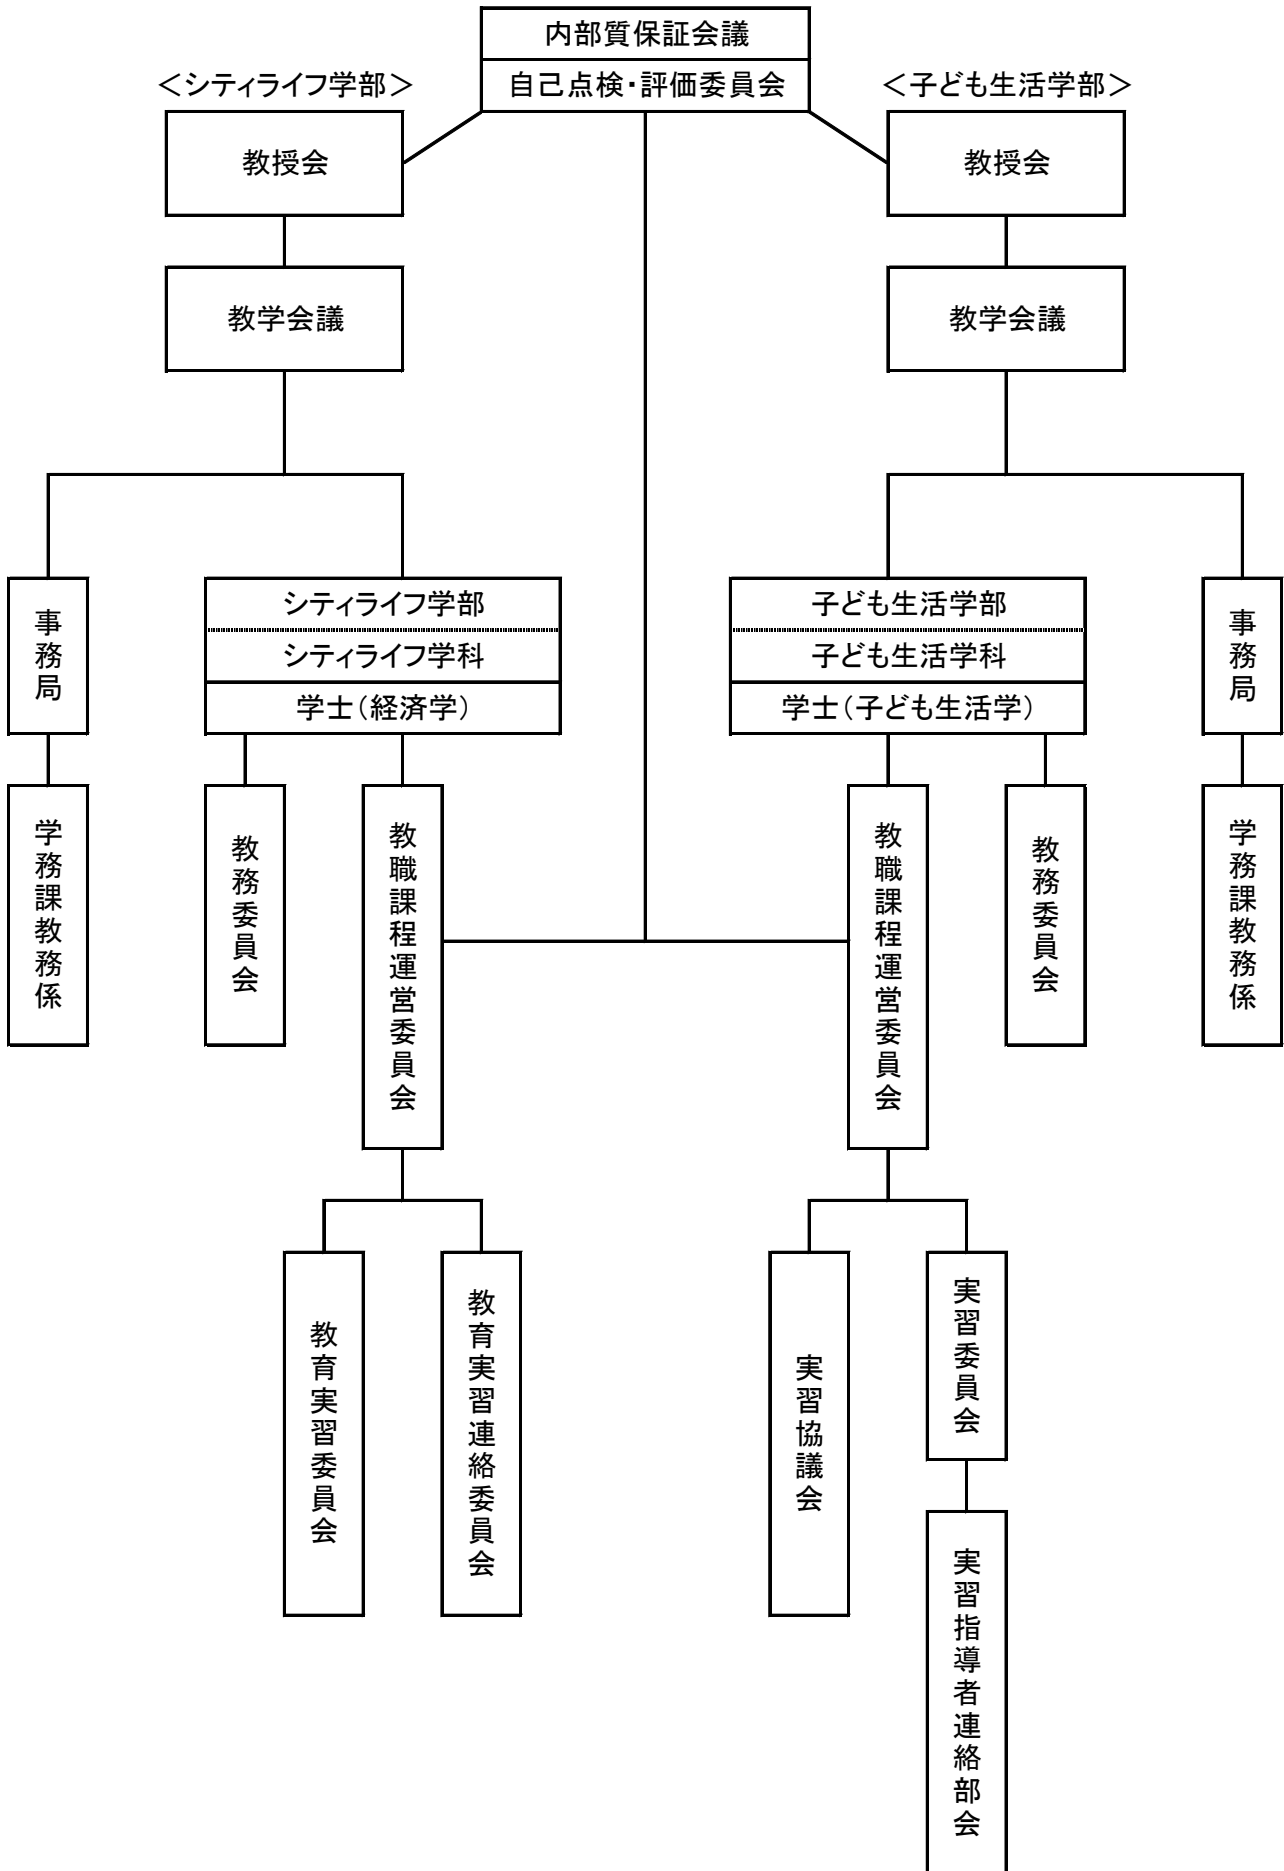 内部質保証会議
自己点検・評価委員会
＜シティライフ学部＞
＜子ども生活学部＞
教授会
教授会
教学会議
教学会議
事務局
シティライフ学部
シティライフ学科
学士（経済学）
子ども生活学部
子ども生活学科
学士（子ども生活学）
事務局
学務課教務係
教務委員会
教職課程運営委員会
教職課程運営委員会
教務委員会
学務課教務係
教育実習委員会
教育実習連絡委員会
実習協議会
実習委員会
実習指導者連絡部会